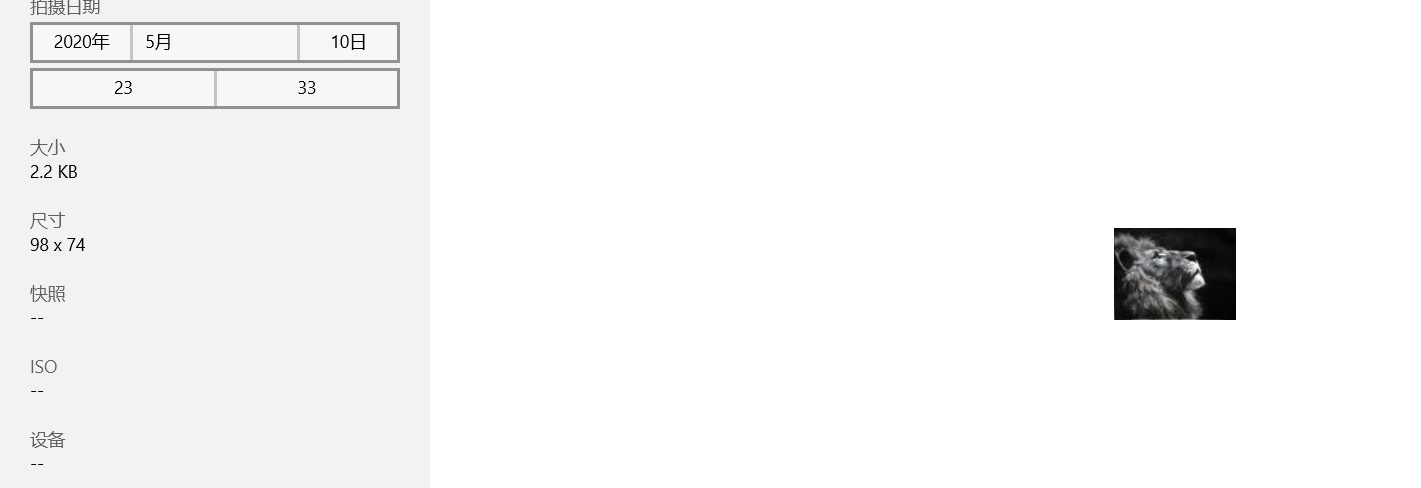 拍摄日期
2020年 5月 10日
23 33
大小
2.2 KB
尺寸
98 x 74
快照
--
ISO
--
设备
--